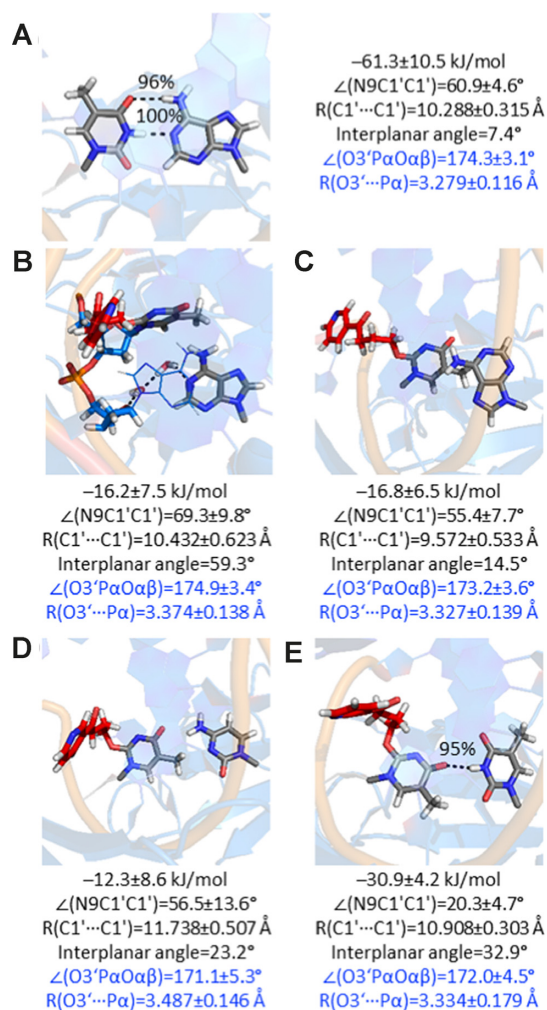 A
96%
100%
−61.3±10.5 kJ/mol
∠(N9C1'C1')=60.9±4.6°
R(C1'···C1')=10.288±0.315 Å
Interplanar angle=7.4°
∠(O3‘PαOαβ)=174.3±3.1°
R(O3‘···Pα)=3.279±0.116 Å
B
−16.2±7.5 kJ/mol
∠(N9C1'C1')=69.3±9.8°
R(C1'···C1')=10.432±0.623 Å
Interplanar angle=59.3°
∠(O3‘PαOαβ)=174.9±3.4°
R(O3‘···Pα)=3.374±0.138 Å
C
−16.8±6.5 kJ/mol
∠(N9C1'C1')=55.4±7.7°
R(C1'···C1')=9.572±0.533 Å
Interplanar angle=14.5°
∠(O3‘PαOαβ)=173.2±3.6°
R(O3‘···Pα)=3.327±0.139 Å
D
−12.3±8.6 kJ/mol
∠(N9C1'C1')=56.5±13.6°
R(C1'···C1')=11.738±0.507 Å
Interplanar angle=23.2°
∠(O3‘PαOαβ)=171.1±5.3°
R(O3‘···Pα)=3.487±0.146 Å
E
95%
−30.9±4.2 kJ/mol
∠(N9C1'C1')=20.3±4.7°
R(C1'···C1')=10.908±0.303 Å
Interplanar angle=32.9°
∠(O3‘PαOαβ)=172.0±4.5°
R(O3‘···Pα)=3.334±0.179 Å